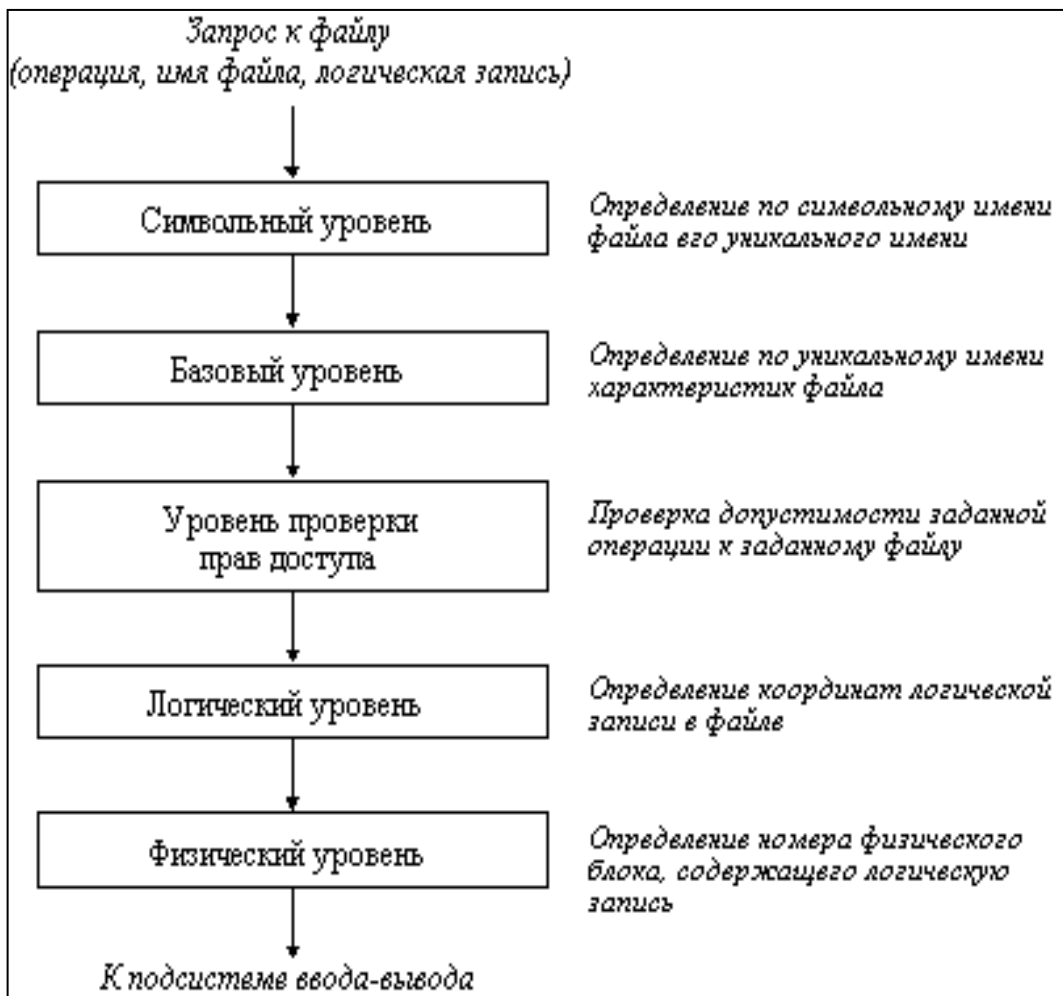 Запрос к файлу
(операция, имя файла, логическая запись)
Символьный уровень
Определение по символьному имени
файла его уникального имени
Базовый уровень
Определение по уникальному имени
характеристик файла
Уровень проверки
прав доступа
Проверка допустимости заданной
операции к заданному файлу
Логический уровень
Определение координат логической
записи в файле
Физический уровень
Определение номера физического
блока, содержащего логическую
запись
К подсистеме ввода-вывода